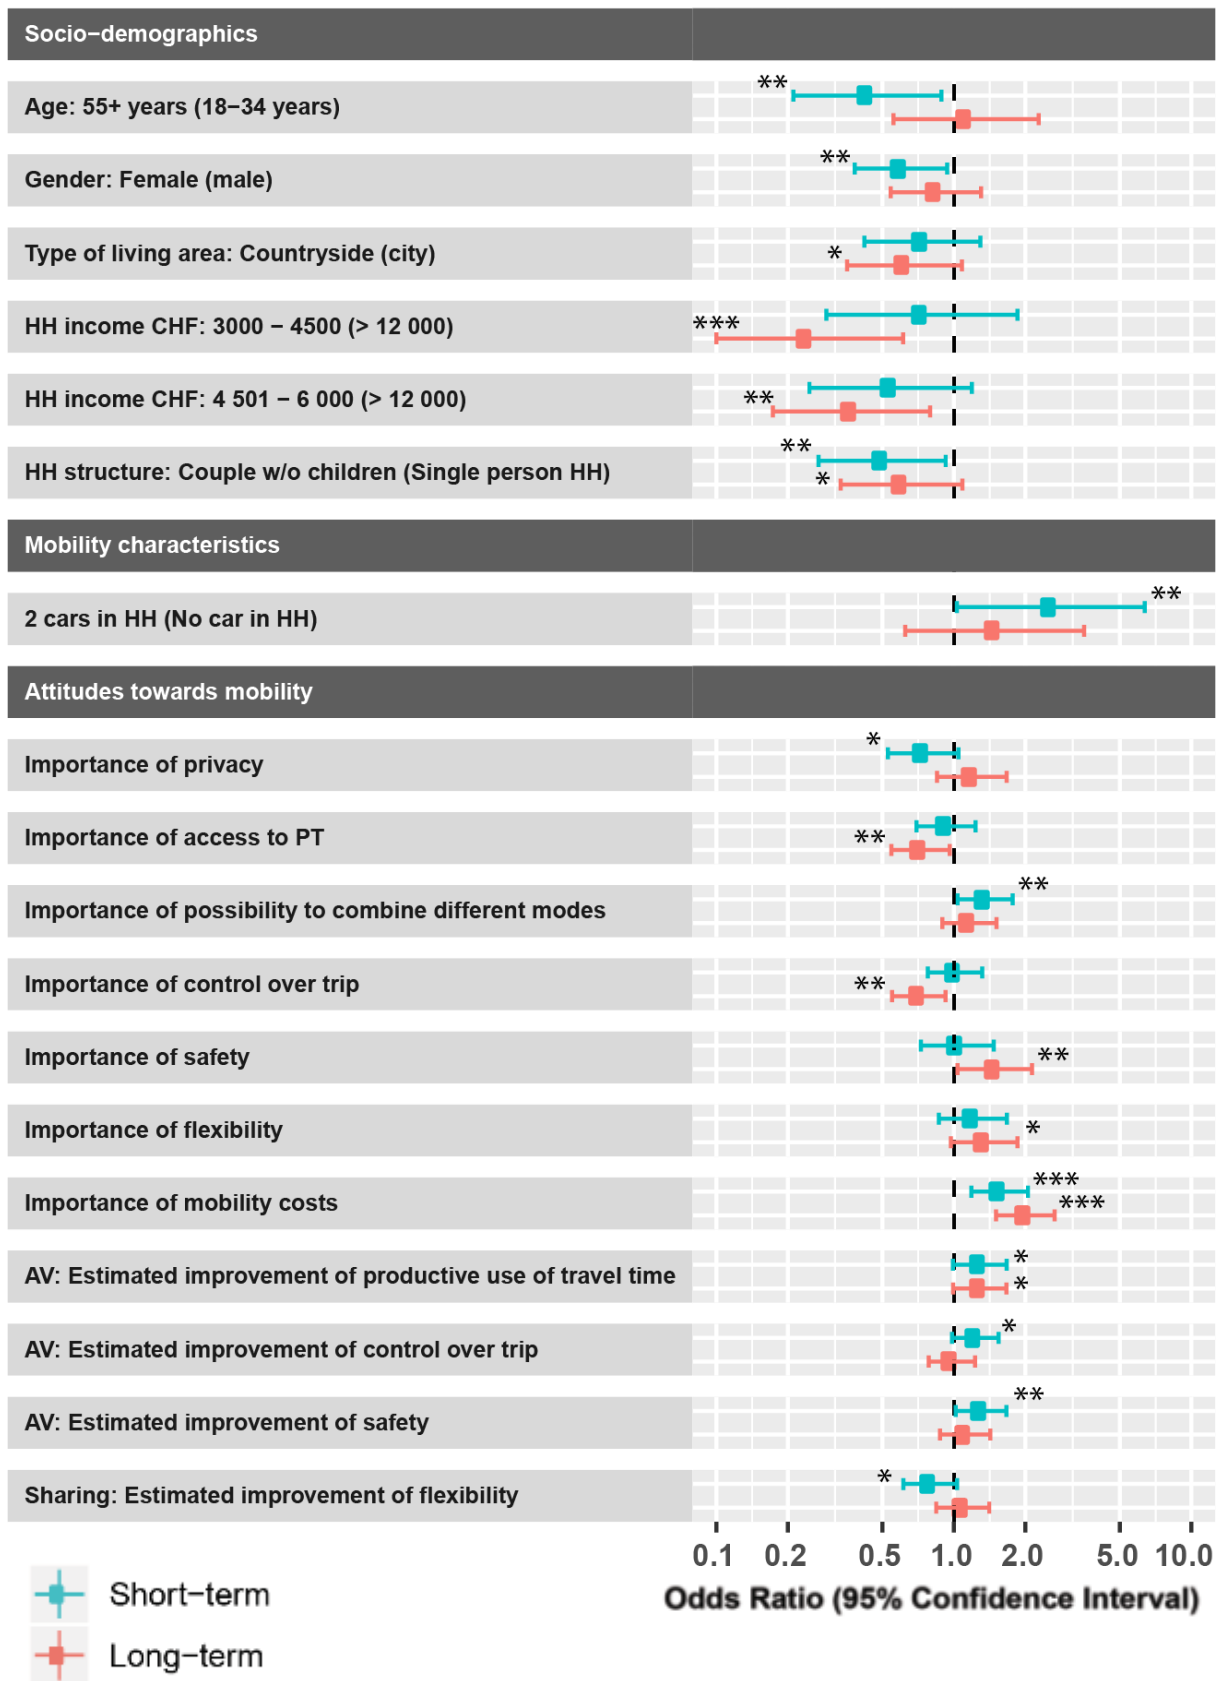 Socio−demographics
**
Age: 55+ years (18−34 years)
**
Gender: Female (male)
Type of living area: Countryside (city)
*
HH income CHF: 3000 − 4500 (> 12 000)
***
HH income CHF: 4 501 − 6 000 (> 12 000)
**
**
HH structure: Couple w/o children (Single person HH)
*
Mobility characteristics
**
2 cars in HH (No car in HH)
Attitudes towards mobility
*
Importance of privacy
Importance of access to PT
**
**
Importance of possibility to combine different modes
Importance of control over trip
**
Importance of safety
**
Importance of flexibility
*
***
Importance of mobility costs
***
*
AV: Estimated improvement of productive use of travel time
*
*
AV: Estimated improvement of control over trip
**
AV: Estimated improvement of safety
*
Sharing: Estimated improvement of flexibility
0.1 0.2 0.5 1.0 2.0 5.0 10.0
Odds Ratio (95% Confidence Interval)
Short−term
Long−term